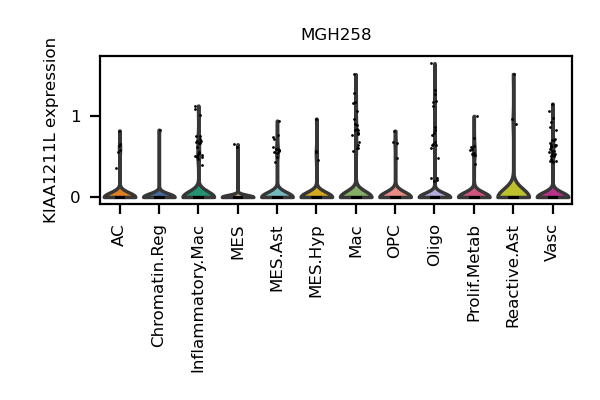 MGH258
KIAA1211L expression
1
0
AC
Chromatin.Reg
Inflammatory.Mac
MES
MES.Ast
MES.Hyp
Mac
OPC
Oligo
Prolif.Metab
Reactive.Ast
Vasc